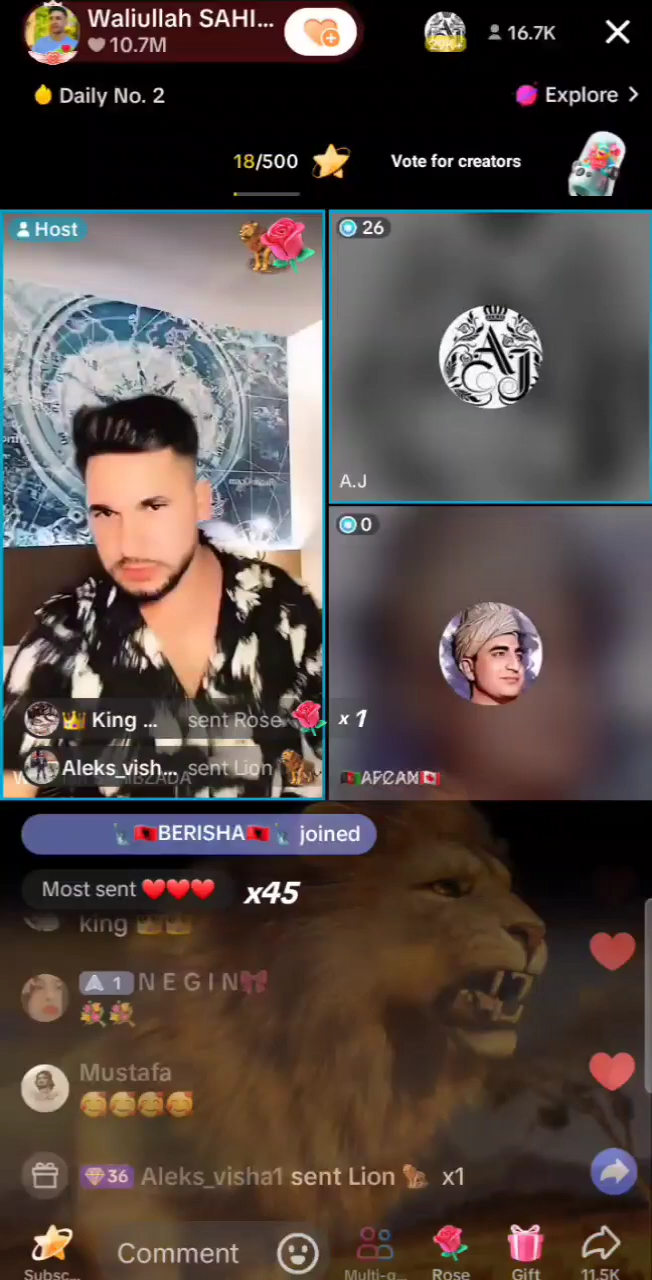 Waliullah SAHI...
10.7M
16.7K
Daily No. 2
Explore >
18/500
Vote for creators
Host
26
A.J
A.J
0
King ... sent Rose x 1
Aleks_vish... sent Lion
AFGAN
BERISHA joined
Most sent x45
king
1 N E G I N
Mustafa
36 Aleks_visha1 sent Lion x1
Subsc...
Comment
Multi-g...
Rose
Gift
11.5K